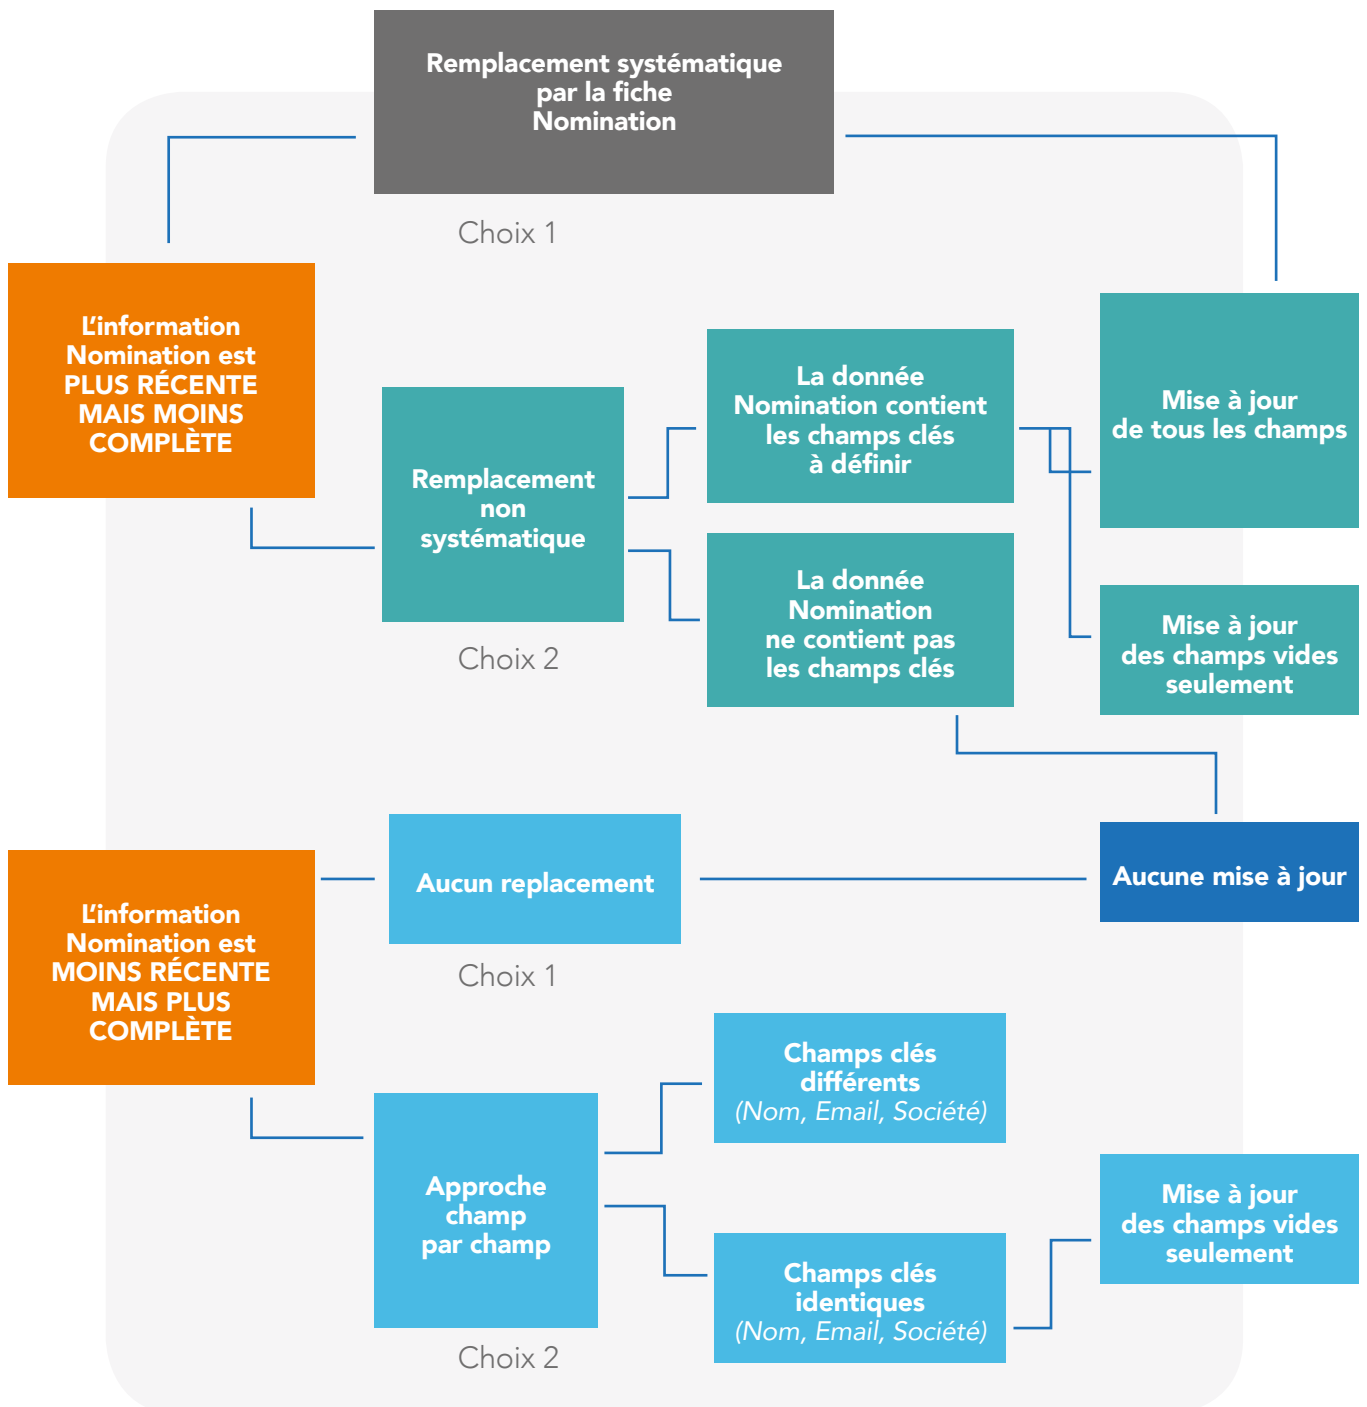 Remplacement systématique
par la fiche
Nomination
Choix 1
L’information
Nomination est
PLUS RÉCENTE
MAIS MOINS
COMPLÈTE
Remplacement
non
systématique
Choix 2
La donnée
Nomination contient
les champs clés
à définir
La donnée
Nomination
ne contient pas
les champs clés
Mise à jour
de tous les champs
Mise à jour
des champs vides
seulement
L’information
Nomination est
MOINS RÉCENTE
MAIS PLUS
COMPLÈTE
Aucun replacement
Choix 1
Aucune mise à jour
Approche
champ
par champ
Choix 2
Champs clés
différents
(Nom, Email, Société)
Champs clés
identiques
(Nom, Email, Société)
Mise à jour
des champs vides
seulement